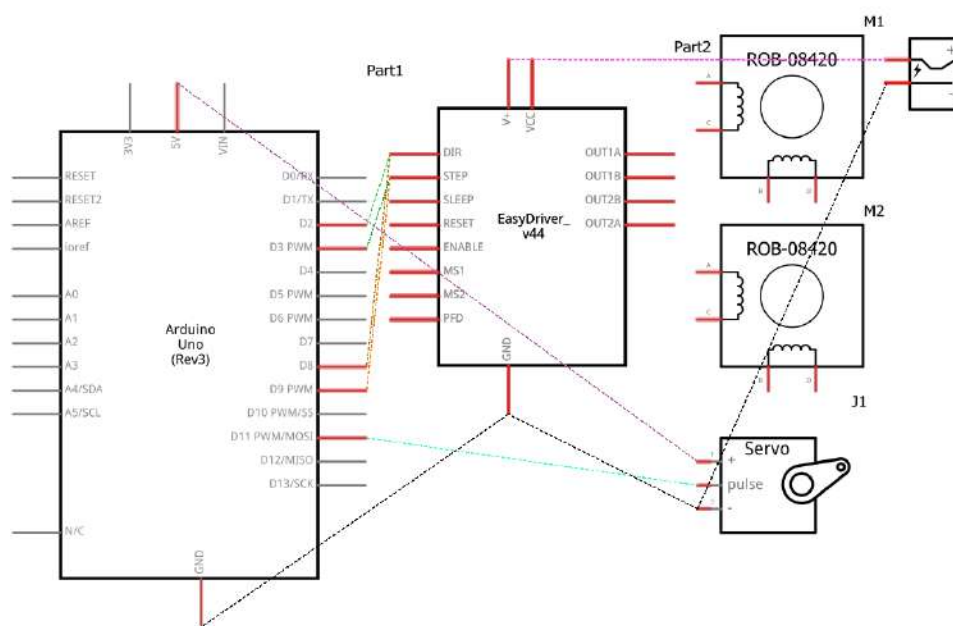 M1
Part2
ROB-08420
+
-
A
C
B
D
Part1
3V3
5V
VIN
RESET
RESET2
AREF
ioref
A0
A1
A2
A3
A4/SDA
A5/SCL
N/C
Arduino
Uno
(Rev3)
D0/RX
D1/TX
D2
D3 PWM
D4
D5 PWM
D6 PWM
D7
D8
D9 PWM
D10 PWM/SS
D11 PWM/MOSI
D12/MISO
D13/SCK
GND
V+
VCC
DIR
STEP
SLEEP
RESET
ENABLE
MS1
MS2
PFD
EasyDriver_
v44
OUT1A
OUT1B
OUT2B
OUT2A
GND
M2
ROB-08420
A
C
B
D
J1
Servo
+
pulse
-